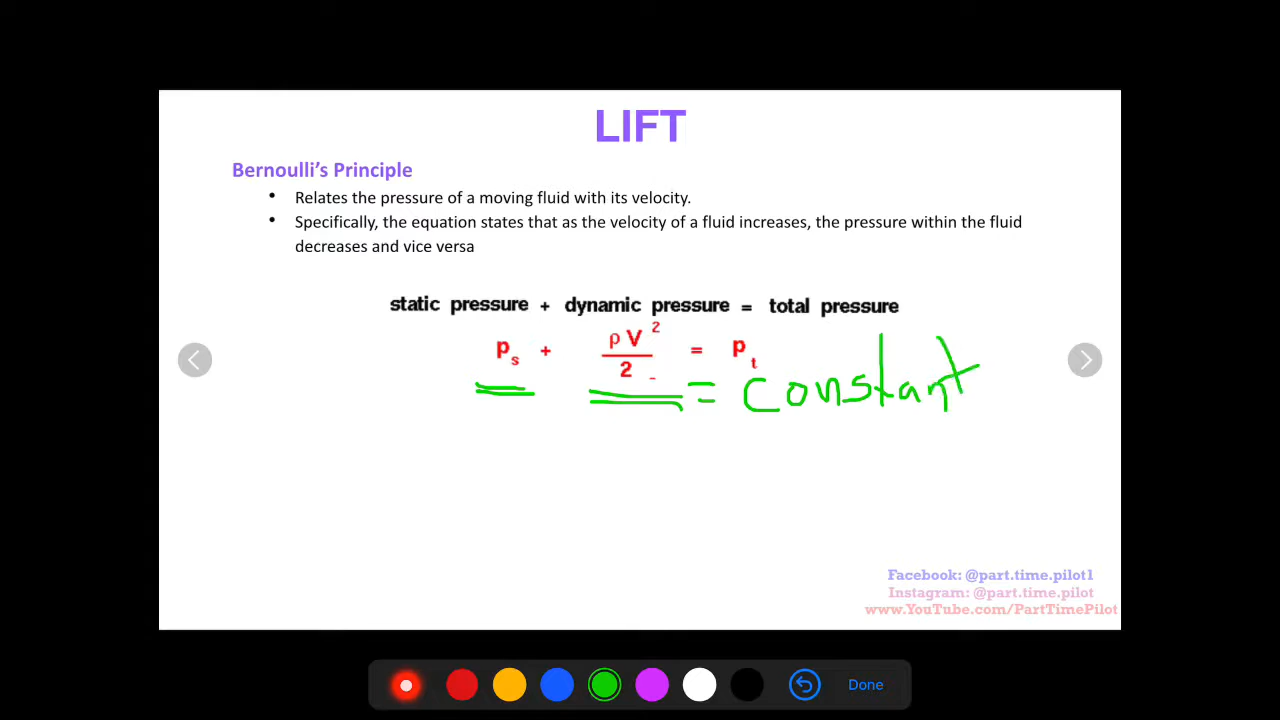 LIFT
Bernoulli’s Principle
• Relates the pressure of a moving fluid with its velocity.
• Specifically, the equation states that as the velocity of a fluid increases, the pressure within the fluid
decreases and vice versa
static pressure + dynamic pressure = total pressure
pₛ + ρV²/2 = pₜ
= constant
Facebook: @part.time.pilot1
Instagram: @part.time.pilot
www.YouTube.com/PartTimePilot
Done